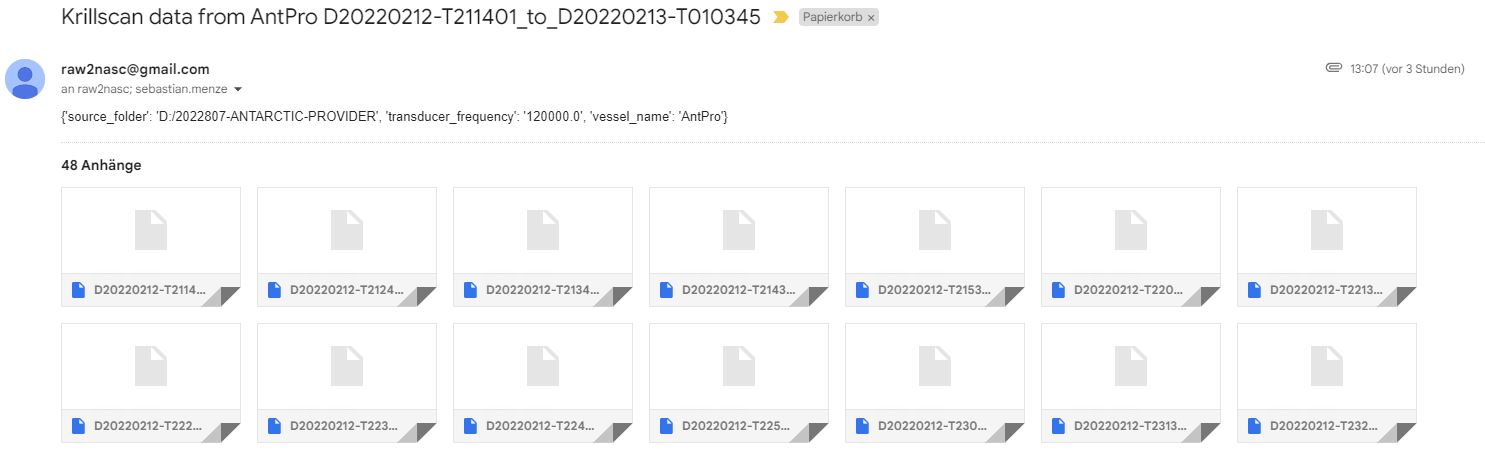 Krillscan data from AntPro D20220212-T211401_to_D20220213-T010345 Papierkorb ×
raw2nasc@gmail.com 13:07 (vor 3 Stunden)
an raw2nasc; sebastian.menze
{'source_folder': 'D:/2022807-ANTARCTIC-PROVIDER', 'transducer_frequency': '120000.0', 'vessel_name': 'AntPro'}
48 Anhänge
D20220212-T2114... D20220212-T2124... D20220212-T2134... D20220212-T2143... D20220212-T2153... D20220212-T220... D20220212-T2213...
D20220212-T222... D20220212-T223... D20220212-T224... D20220212-T225... D20220212-T230... D20220212-T2313... D20220212-T232...